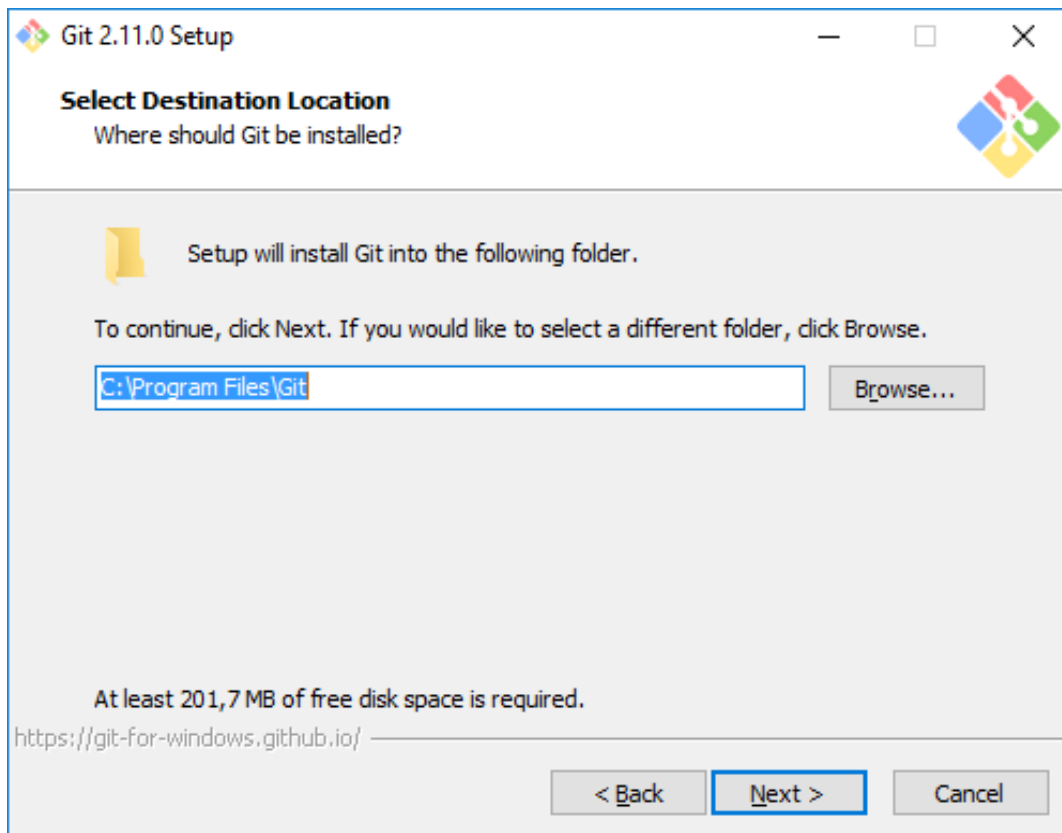 Git 2.11.0 Setup
Select Destination Location
Where should Git be installed?
Setup will install Git into the following folder.
To continue, click Next. If you would like to select a different folder, click Browse.
C:\Program Files\Git
Browse...
At least 201,7 MB of free disk space is required.
https://git-for-windows.github.io/
< Back
Next >
Cancel